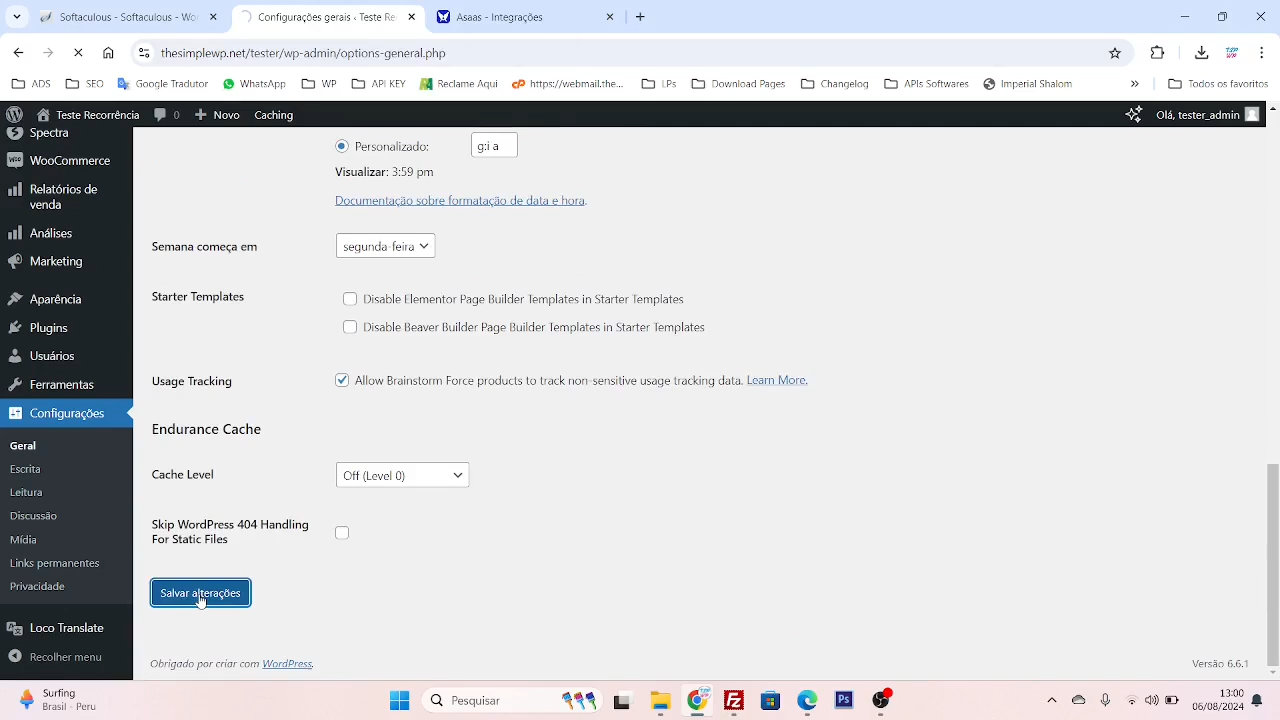 Softaculous - Softaculous - Wo
Configurações gerais ‹ Teste Re
Asaas - Integrações
thesimplewp.net/tester/wp-admin/options-general.php
ADS
SEO
Google Tradutor
WhatsApp
WP
API KEY
Reclame Aqui
https://webmail.the...
LPs
Download Pages
Changelog
APIs Softwares
Imperial Shalom
»
Todos os favoritos
Teste Recorrência
0
Novo
Caching
Olá, tester_admin
Spectra
WooCommerce
Relatórios de
venda
Análises
Marketing
Aparência
Plugins
Usuários
Ferramentas
Configurações
Geral
Escrita
Leitura
Discussão
Mídia
Links permanentes
Privacidade
Loco Translate
Recolher menu
Personalizado:
g:i a
Visualizar: 3:59 pm
Documentação sobre formatação de data e hora.
Semana começa em
segunda-feira
Starter Templates
Disable Elementor Page Builder Templates in Starter Templates
Disable Beaver Builder Page Builder Templates in Starter Templates
Usage Tracking
Allow Brainstorm Force products to track non-sensitive usage tracking data. Learn More.
Endurance Cache
Cache Level
Off (Level 0)
Skip WordPress 404 Handling
For Static Files
Salvar alterações
Obrigado por criar com WordPress.
Versão 6.6.1
Surfing
Brasil - Peru
Pesquisar
Ps
13:00
06/08/2024